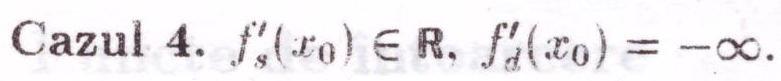 Cazul 4. f′ₛ(x₀) ∈ ℝ, f′d(x₀) = −∞.